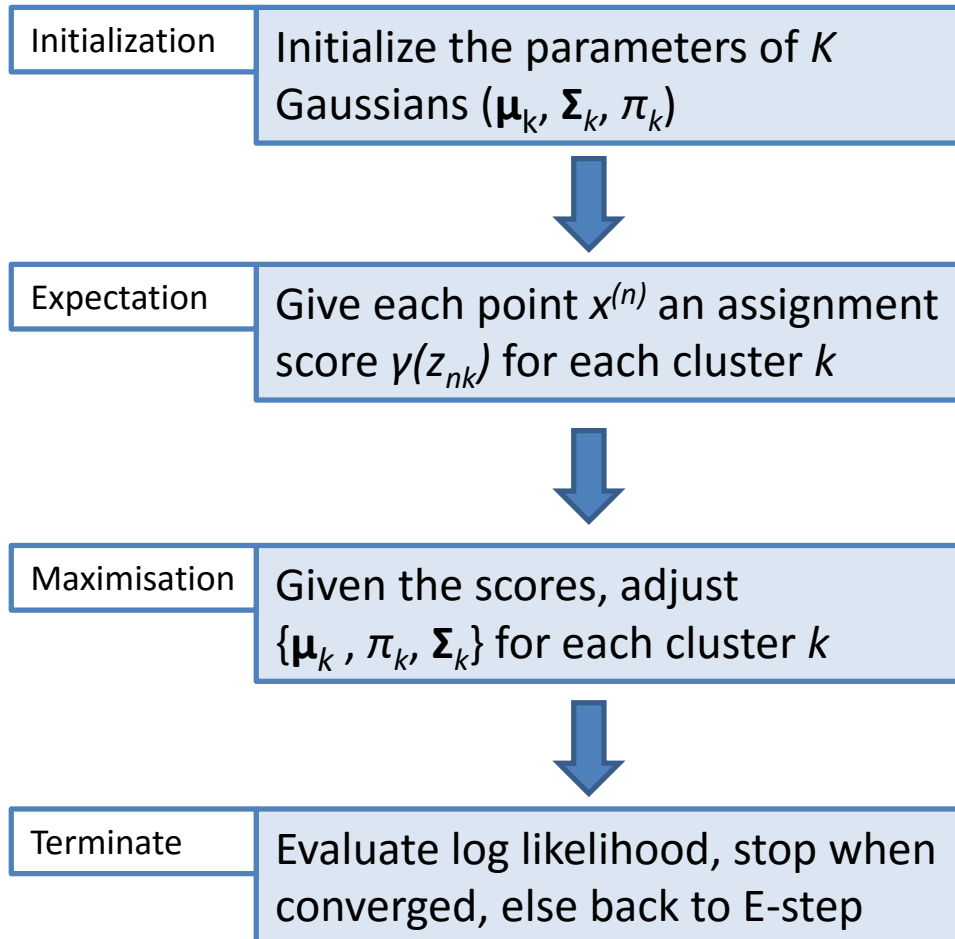 Initialization
Initialize the parameters of K
Gaussians (μk, Σk, πk)
Expectation
Give each point x(n) an assignment
score γ(znk) for each cluster k
Maximisation
Given the scores, adjust
{μk , πk, Σk} for each cluster k
Terminate
Evaluate log likelihood, stop when
converged, else back to E-step